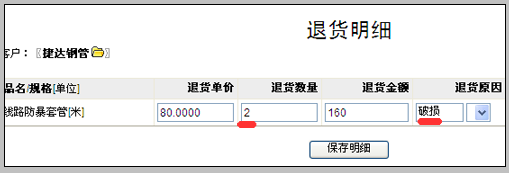 退货明细
客户：〖捷达钢管〗
品名/规格[单位] 退货单价 退货数量 退货金额 退货原因
线路防暴套管[米] 80.0000 2 160 破损
保存明细